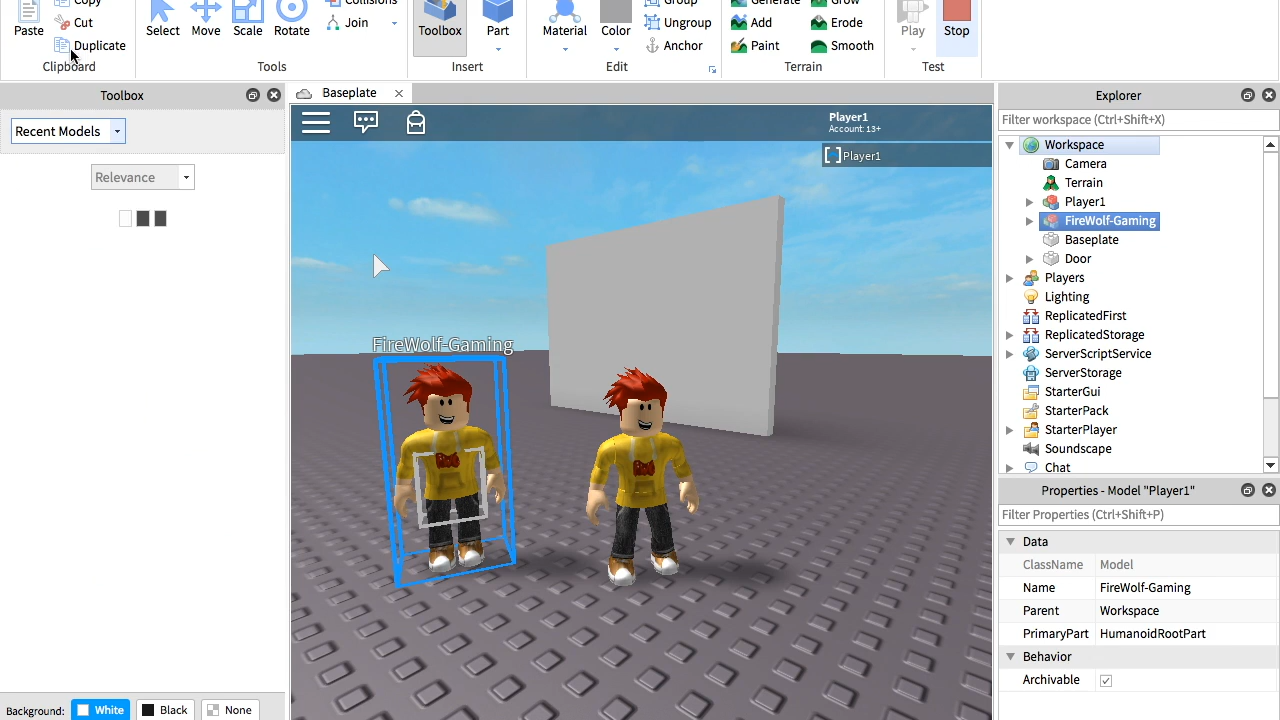 Copy
Collisions
Group
Generate
Grow
Paste
Cut
Select
Move
Scale
Rotate
Join
Toolbox
Part
Material
Color
Ungroup
Add
Erode
Play
Stop
Duplicate
Anchor
Paint
Smooth
Clipboard
Tools
Insert
Edit
Terrain
Test
Toolbox
Baseplate
Explorer
Recent Models
Player1
Account: 13+
Filter workspace (Ctrl+Shift+X)
Relevance
Player1
Workspace
Camera
Terrain
Player1
FireWolf-Gaming
Baseplate
Door
Players
Lighting
ReplicatedFirst
ReplicatedStorage
ServerScriptService
ServerStorage
StarterGui
StarterPack
StarterPlayer
Soundscape
Chat
FireWolf-Gaming
Properties - Model "Player1"
Filter Properties (Ctrl+Shift+P)
Data
ClassName Model
Name FireWolf-Gaming
Parent Workspace
PrimaryPart HumanoidRootPart
Behavior
Archivable
Background: White Black None